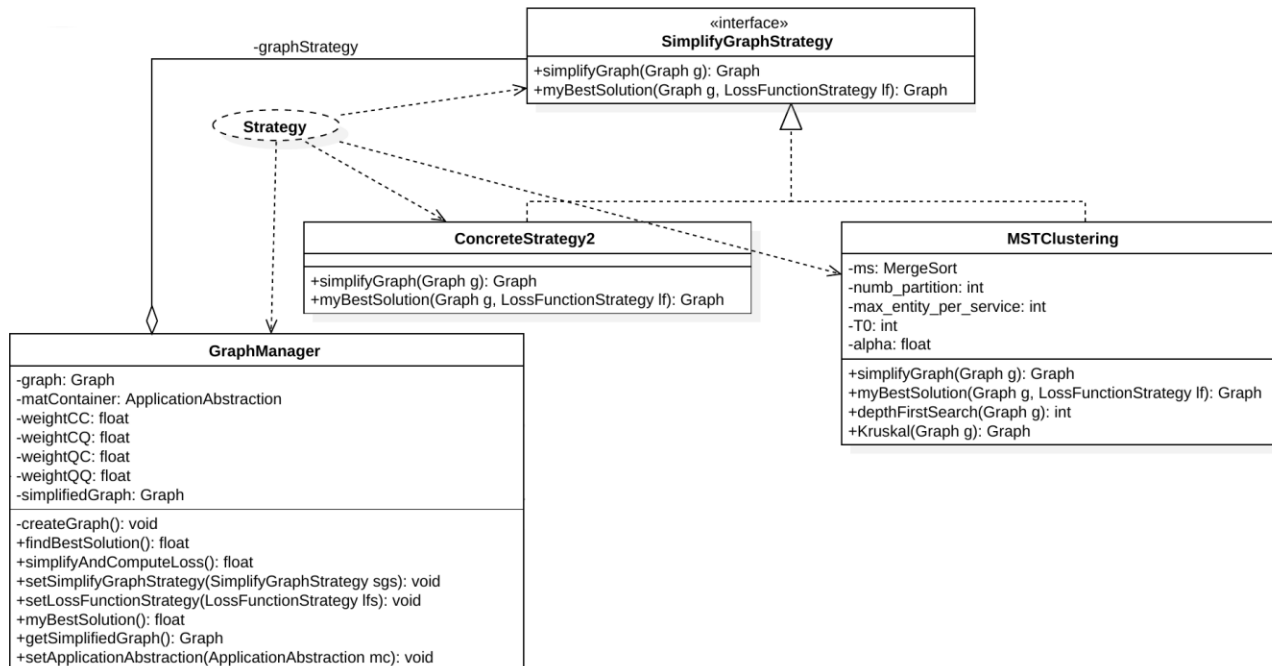 «interface»
SimplifyGraphStrategy
+simplifyGraph(Graph g): Graph
+myBestSolution(Graph g, LossFunctionStrategy lf): Graph
-graphStrategy
Strategy
ConcreteStrategy2
+simplifyGraph(Graph g): Graph
+myBestSolution(Graph g, LossFunctionStrategy lf): Graph
MSTClustering
-ms: MergeSort
-numb_partition: int
-max_entity_per_service: int
-T0: int
-alpha: float
+simplifyGraph(Graph g): Graph
+myBestSolution(Graph g, LossFunctionStrategy lf): Graph
+depthFirstSearch(Graph g): int
+Kruskal(Graph g): Graph
GraphManager
-graph: Graph
-matContainer: ApplicationAbstraction
-weightCC: float
-weightCQ: float
-weightQC: float
-weightQQ: float
-simplifiedGraph: Graph
-createGraph(): void
+findBestSolution(): float
+simplifyAndComputeLoss(): float
+setSimplifyGraphStrategy(SimplifyGraphStrategy sgs): void
+setLossFunctionStrategy(LossFunctionStrategy lfs): void
+myBestSolution(): float
+getSimplifiedGraph(): Graph
+setApplicationAbstraction(ApplicationAbstraction mc): void